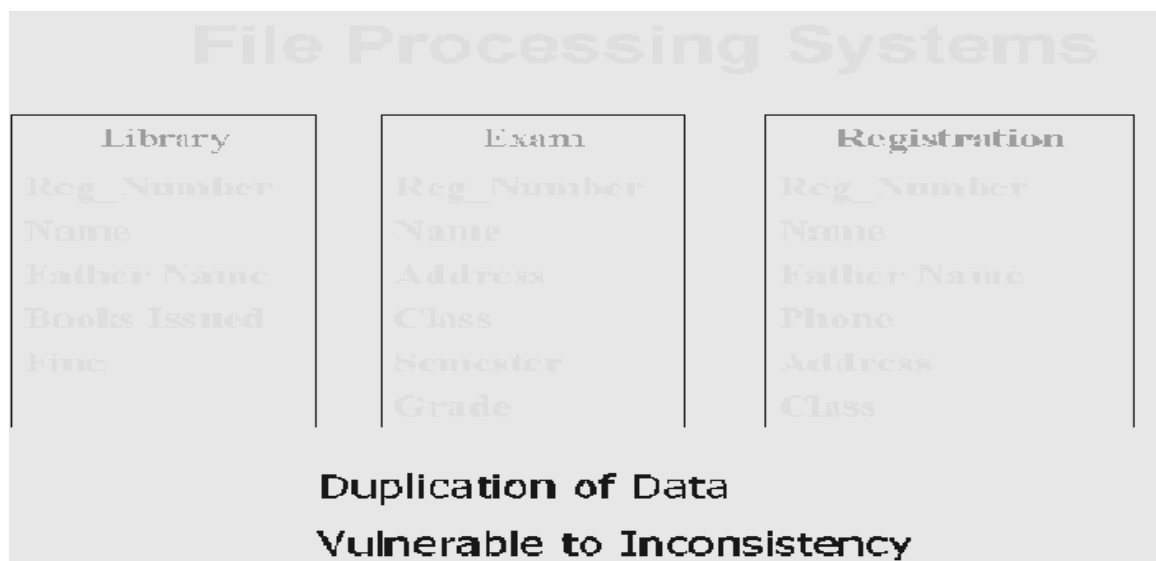 File Processing Systems
Library
Reg_Number
Name
Father Name
Books Issued
Fine
Exam
Reg_Number
Name
Address
Class
Semester
Grade
Registration
Reg_Number
Name
Father Name
Phone
Address
Class
Duplication of Data
Vulnerable to Inconsistency